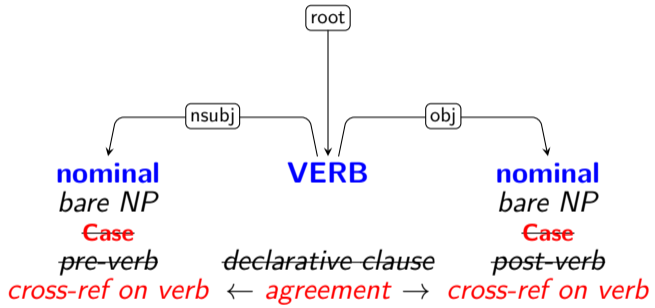 root
nsubj obj
nominal VERB nominal
bare NP bare NP
Case Case
pre-verb declarative clause post-verb
cross-ref on verb ← agreement → cross-ref on verb